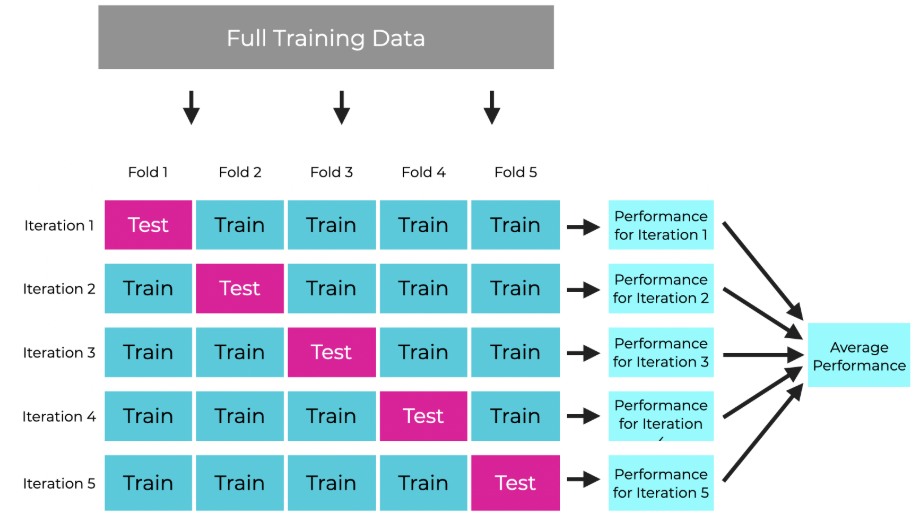 Full Training Data
Fold 1 Fold 2 Fold 3 Fold 4 Fold 5
Iteration 1 Test Train Train Train Train Performance for Iteration 1
Iteration 2 Train Test Train Train Train Performance for Iteration 2
Iteration 3 Train Train Test Train Train Performance for Iteration 3
Average Performance
Iteration 4 Train Train Train Test Train Performance for Iteration
Iteration 5 Train Train Train Train Test Performance for Iteration 5